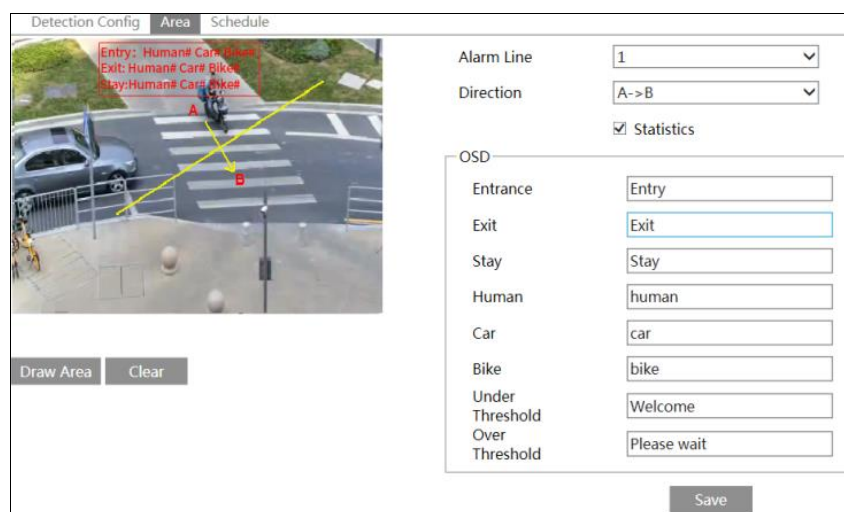 Detection Config Area Schedule
Entry: Human# Car# Bike#
Exit: Human# Car# Bike#
Stay:Human# Car# Bike#
A
B
Draw Area Clear
Alarm Line 1
Direction A->B
Statistics
OSD
Entrance Entry
Exit Exit
Stay Stay
Human human
Car car
Bike bike
Under Threshold Welcome
Over Threshold Please wait
Save